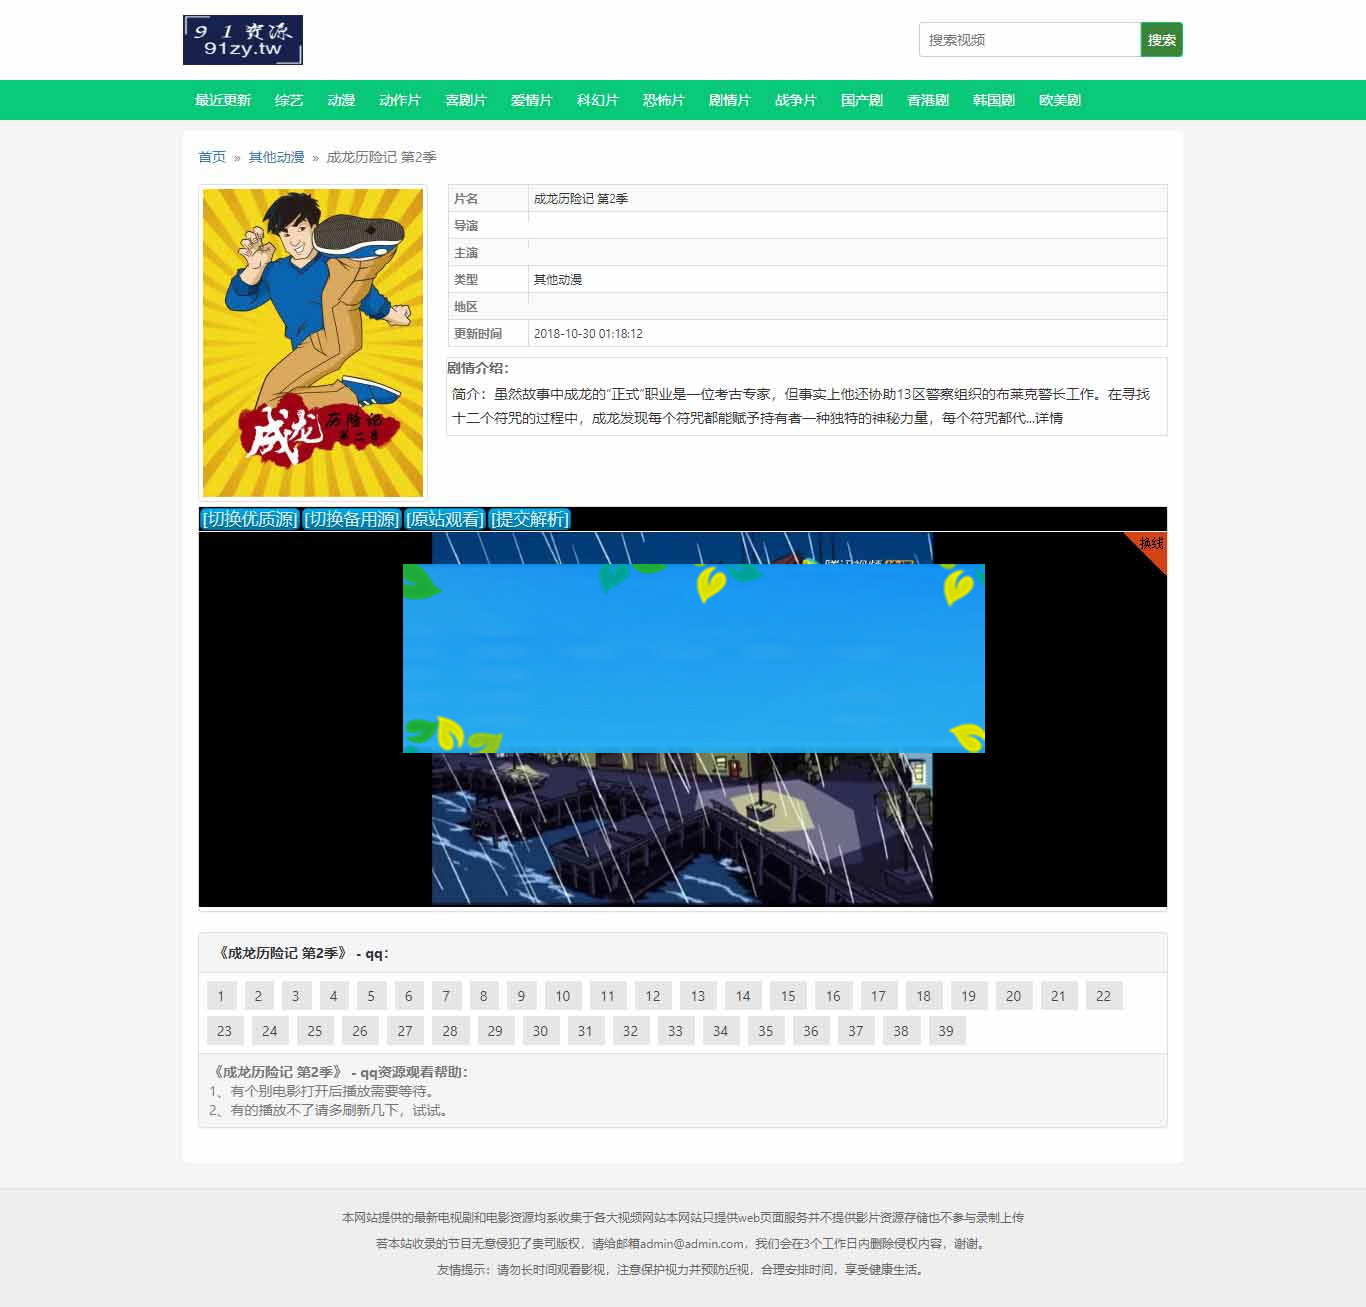 91资源
91zy.tw
搜索视频 搜索
最近更新 综艺 动漫 动作片 喜剧片 爱情片 科幻片 恐怖片 剧情片 战争片 国产剧 香港剧 韩国剧 欧美剧
首页 » 其他动漫 » 成龙历险记 第2季
成龙
历险记
第二季
片名 成龙历险记 第2季
导演
主演
类型 其他动漫
地区
更新时间 2018-10-30 01:18:12
剧情介绍：
简介：虽然故事中成龙的“正式”职业是一位考古专家，但事实上他还协助13区警察组织的布莱克警长工作。在寻找
十二个符咒的过程中，成龙发现每个符咒都能赋予持有者一种独特的神秘力量，每个符咒都代...详情
[切换优质源] [切换备用源] [原站观看] [提交解析]
换线
《成龙历险记 第2季》 - qq：
1 2 3 4 5 6 7 8 9 10 11 12 13 14 15 16 17 18 19 20 21 22
23 24 25 26 27 28 29 30 31 32 33 34 35 36 37 38 39
《成龙历险记 第2季》 - qq资源观看帮助：
1、有个别电影打开后播放需要等待。
2、有的播放不了请多刷新几下，试试。
本网站提供的最新电视剧和电影资源均系收集于各大视频网站本网站只提供web页面服务并不提供影片资源存储也不参与录制上传
若本站收录的节目无意侵犯了贵司版权，请给邮箱admin@admin.com，我们会在3个工作日内删除侵权内容，谢谢。
友情提示：请勿长时间观看影视，注意保护视力并预防近视，合理安排时间，享受健康生活。